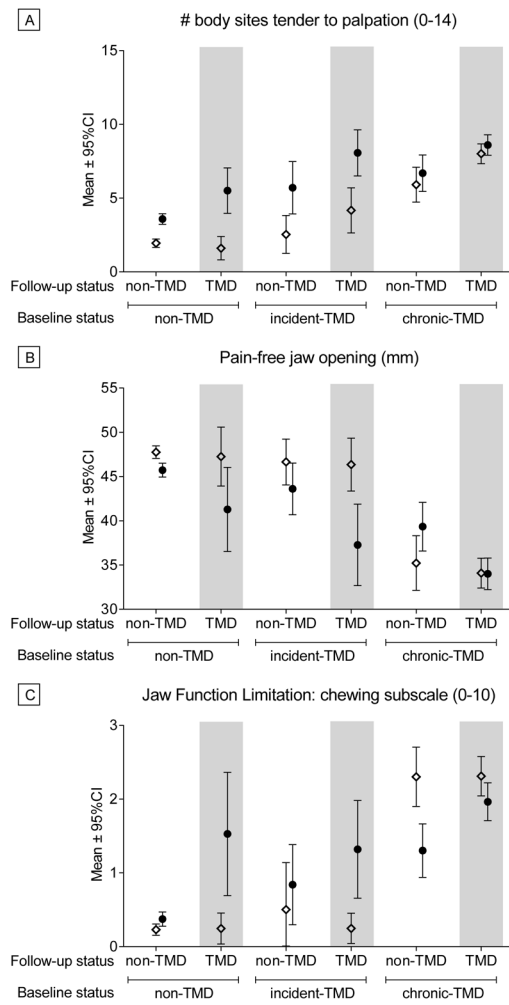 A # body sites tender to palpation (0-14)
Mean ± 95%CI
15
10
5
0
Follow-up status non-TMD TMD non-TMD TMD non-TMD TMD
Baseline status non-TMD incident-TMD chronic-TMD
B Pain-free jaw opening (mm)
Mean ± 95%CI
55
50
45
40
35
30
Follow-up status non-TMD TMD non-TMD TMD non-TMD TMD
Baseline status non-TMD incident-TMD chronic-TMD
C Jaw Function Limitation: chewing subscale (0-10)
Mean ± 95%CI
3
2
1
0
Follow-up status non-TMD TMD non-TMD TMD non-TMD TMD
Baseline status non-TMD incident-TMD chronic-TMD